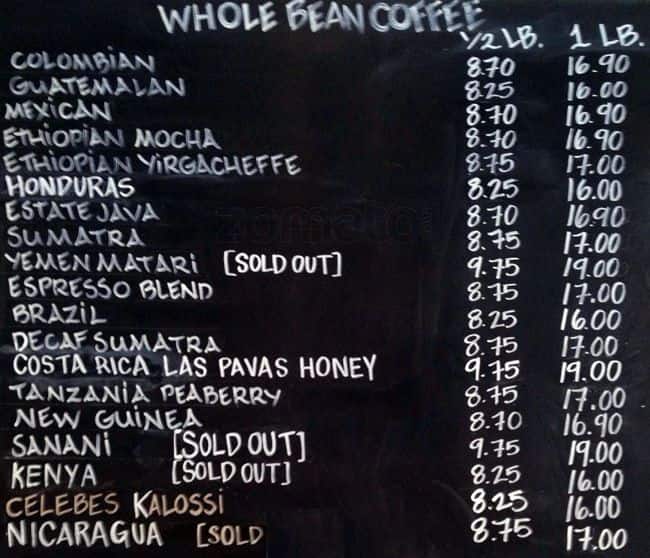 WHOLE BEAN COFFEE
1/2 LB. 1 LB.
COLOMBIAN 8.70 16.90
GUATEMALAN 8.25 16.00
MEXICAN 8.70 16.90
ETHIOPIAN MOCHA 8.70 16.90
ETHIOPIAN YIRGACHEFFE 8.75 17.00
HONDURAS 8.25 16.00
ESTATE JAVA 8.70 16.90
zomato
SUMATRA 8.75 17.00
YEMEN MATARI [SOLD OUT] 9.75 19.00
ESPRESSO BLEND 8.75 17.00
BRAZIL 8.25 16.00
DECAF SUMATRA 8.75 17.00
COSTA RICA LAS PAVAS HONEY 9.75 19.00
TANZANIA PEABERRY 8.75 17.00
NEW GUINEA 8.70 16.90
SANANI [SOLD OUT] 9.75 19.00
KENYA [SOLD OUT] 8.25 16.00
CELEBES KALOSSI 8.25 16.00
NICARAGUA [SOLD 8.75 17.00